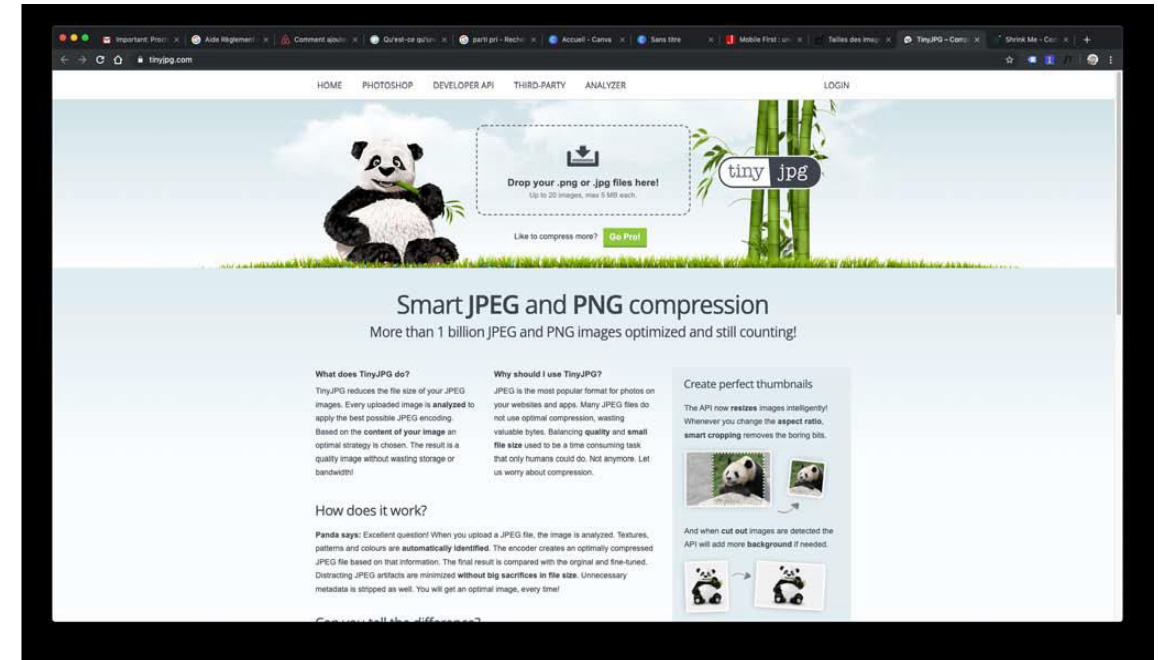 Important: Proc
Aide Règlement
Comment ajoute
Qu'est-ce qu'un
parti pri - Reche
Accueil - Canva
Sans titre
Mobile First : un
Tailles des imag
TinyJPG – Comp
Shrink Me - Con
tinyjpg.com
HOME PHOTOSHOP DEVELOPER API THIRD-PARTY ANALYZER LOGIN
Drop your .png or .jpg files here!
Up to 20 images, max 5 MB each.
tiny jpg
Like to compress more? Go Pro!
Smart JPEG and PNG compression
More than 1 billion JPEG and PNG images optimized and still counting!
What does TinyJPG do?
TinyJPG reduces the file size of your JPEG
images. Every uploaded image is analyzed to
apply the best possible JPEG encoding.
Based on the content of your image an
optimal strategy is chosen. The result is a
quality image without wasting storage or
bandwidth!
Why should I use TinyJPG?
JPEG is the most popular format for photos on
your websites and apps. Many JPEG files do
not use optimal compression, wasting
valuable bytes. Balancing quality and small
file size used to be a time consuming task
that only humans could do. Not anymore. Let
us worry about compression.
How does it work?
Panda says: Excellent question! When you upload a JPEG file, the image is analyzed. Textures,
patterns and colours are automatically identified. The encoder creates an optimally compressed
JPEG file based on that information. The final result is compared with the orginal and fine-tuned.
Distracting JPEG artifacts are minimized without big sacrifices in file size. Unnecessary
metadata is stripped as well. You will get an optimal image, every time!
Can you tell the difference?
Create perfect thumbnails
The API now resizes images intelligently!
Whenever you change the aspect ratio,
smart cropping removes the boring bits.
And when cut out images are detected the
API will add more background if needed.